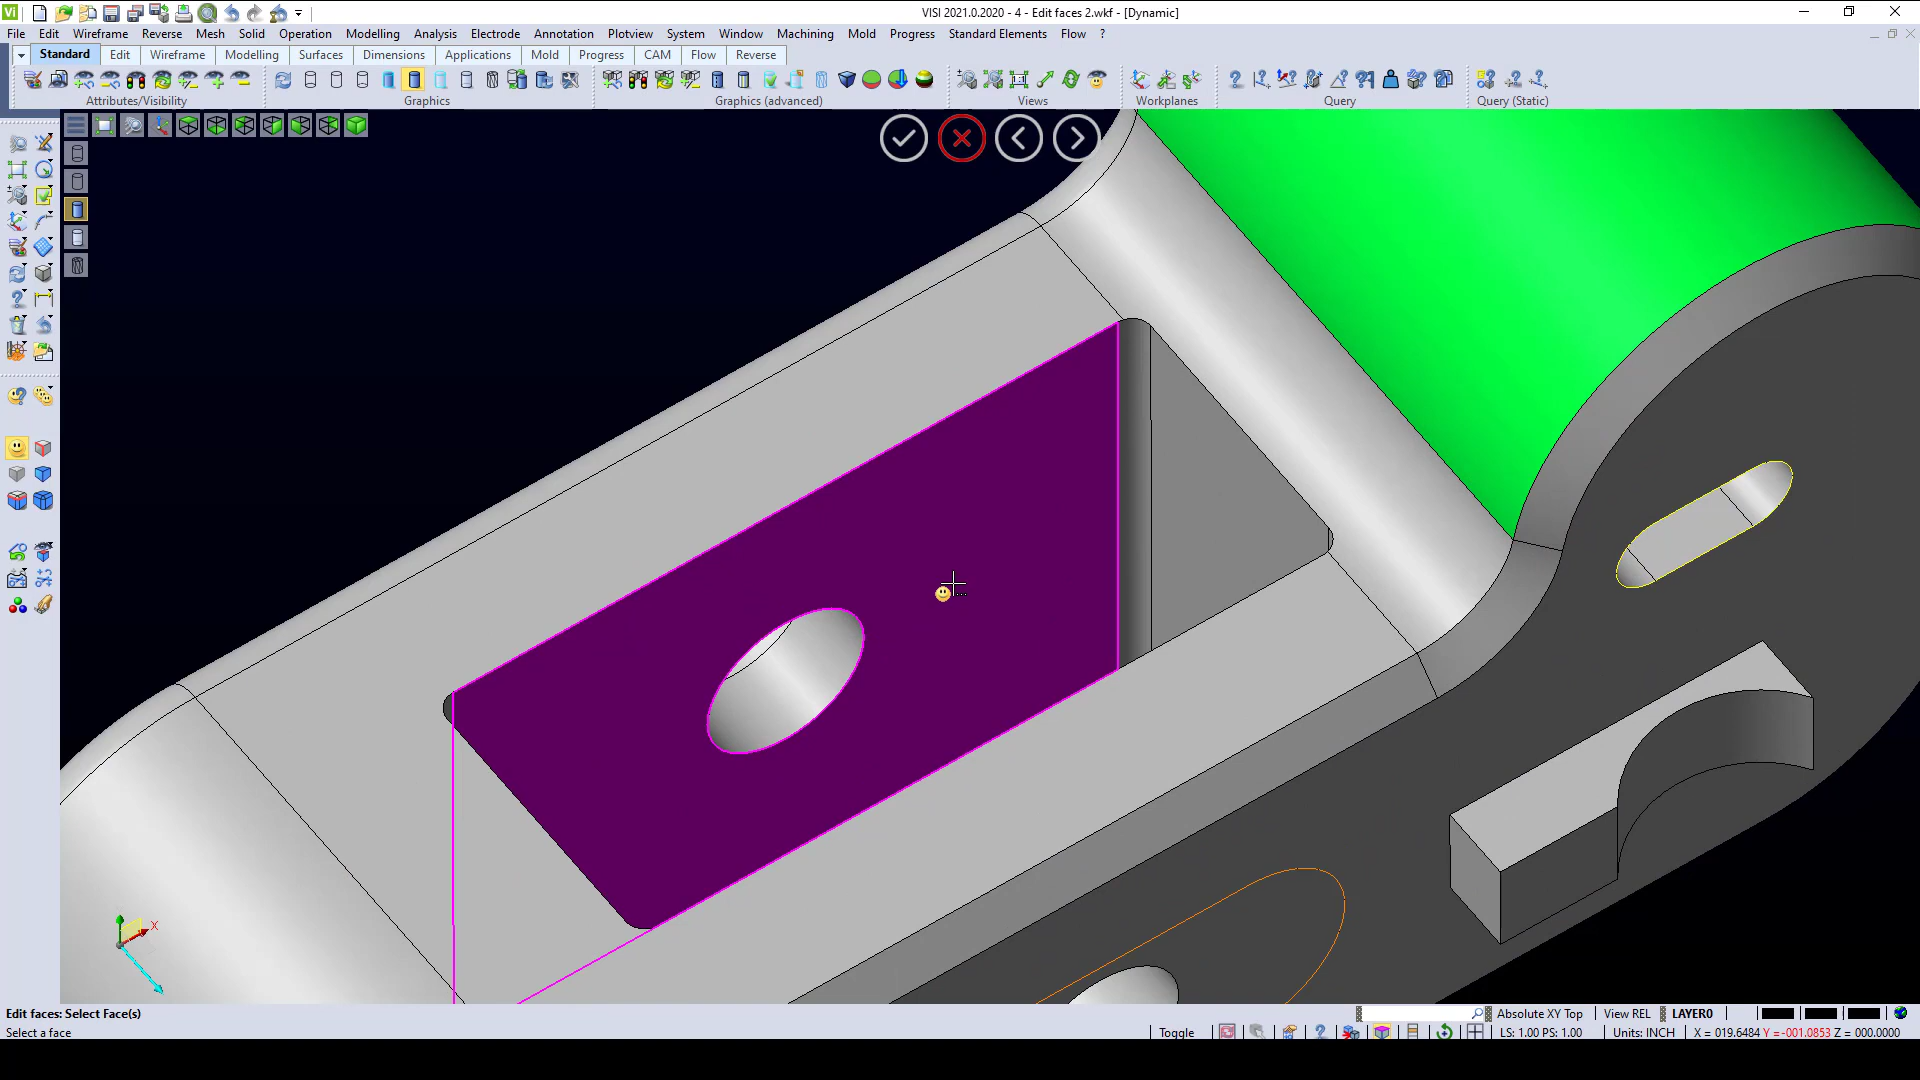 Vi
VISI 2021.0.2020 - 4 - Edit faces 2.wkf - [Dynamic]
File Edit Wireframe Reverse Mesh Solid Operation Modelling Analysis Electrode Annotation Plotview System Window Machining Mold Progress Standard Elements Flow ?
Standard Edit Wireframe Modelling Surfaces Dimensions Applications Mold Progress CAM Flow Reverse
Attributes/Visibility Graphics Graphics (advanced) Views Workplanes Query Query (Static)
X
Edit faces: Select Face(s) Absolute XY Top View REL LAYER0
Select a face Toggle LS: 1.00 PS: 1.00 Units: INCH X = 019.6484 Y =-001.0853 Z = 000.0000